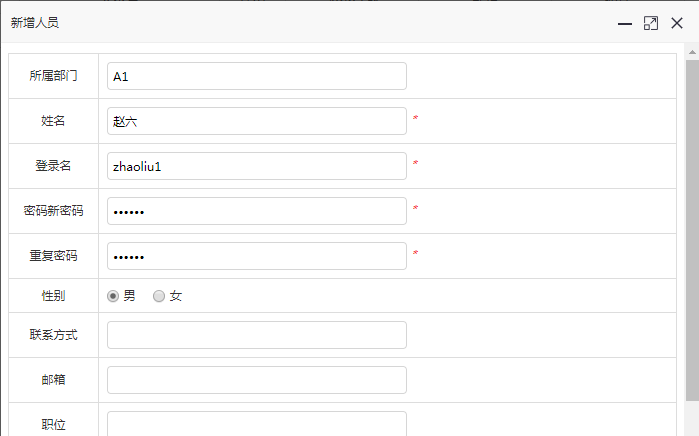 新增人员
所属部门 A1
姓名 赵六 *
登录名 zhaoliu1 *
密码新密码 •••••• *
重复密码 •••••• *
性别 男 女
联系方式
邮箱
职位